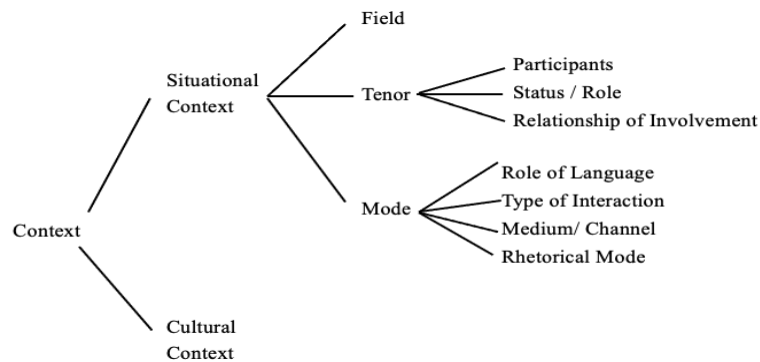 Field
Participants
Situational
Context
Tenor
Status / Role
Relationship of Involvement
Role of Language
Type of Interaction
Mode
Medium/ Channel
Context
Rhetorical Mode
Cultural
Context